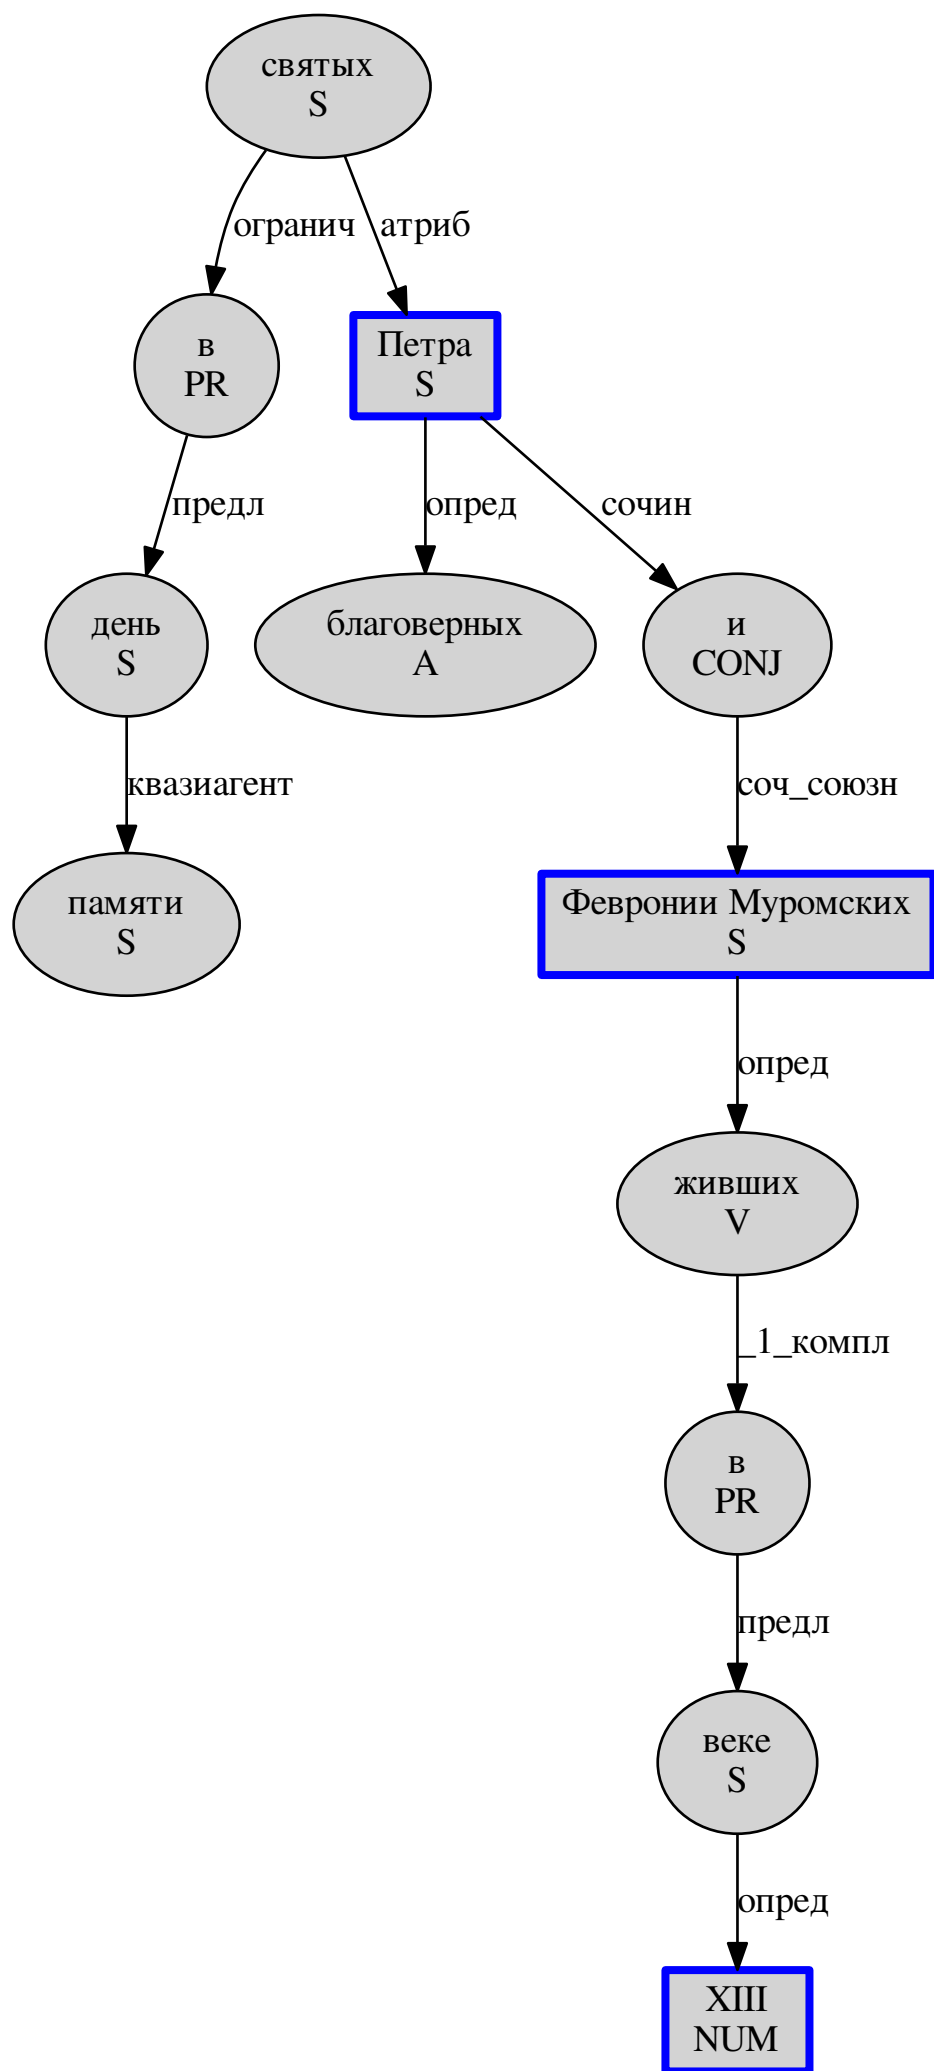 святых
S
огранич
атриб
в
PR
Петра
S
предл
опред
сочин
день
S
благоверных
A
и
CONJ
квазиагент
соч_союзн
памяти
S
Февронии Муромских
S
опред
живших
V
_1_компл
в
PR
предл
веке
S
опред
XIII
NUM